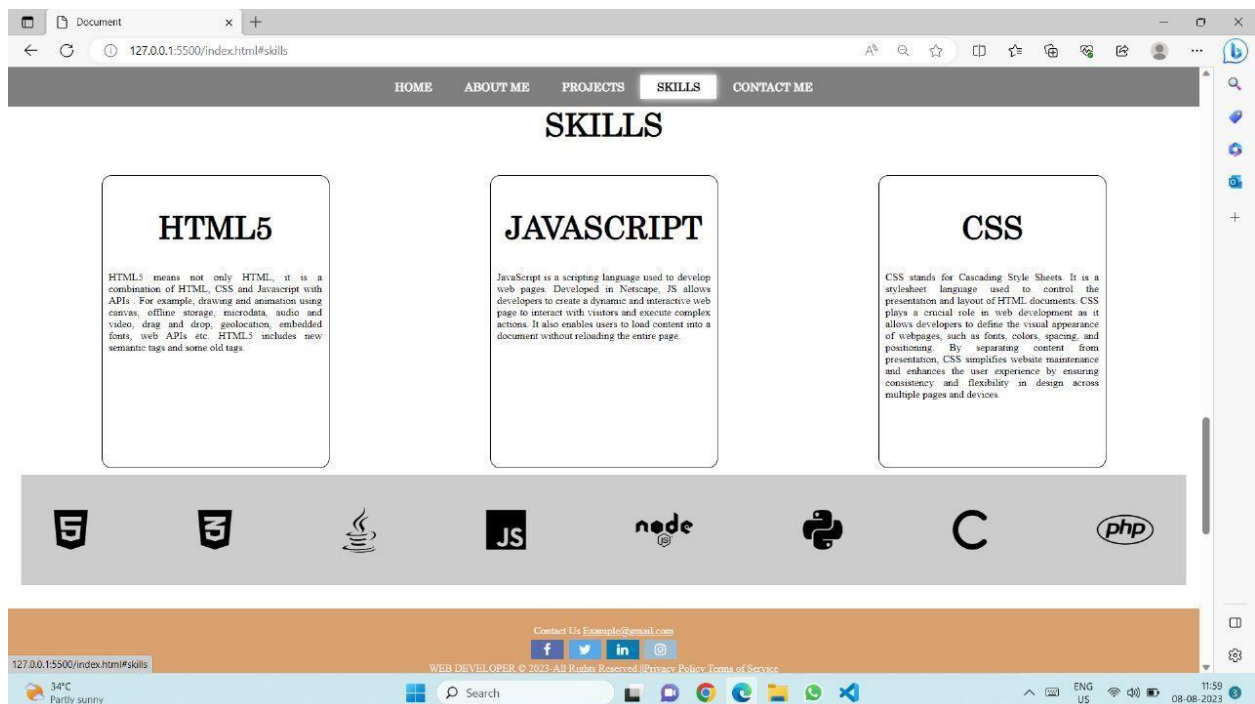 Document
127.0.0.1:5500/index.html#skills
HOME ABOUT ME PROJECTS SKILLS CONTACT ME
SKILLS
HTML5
HTML5 means not only HTML, it is a
combination of HTML, CSS and Javascript with
APIs . For example, drawing and animation using
canvas, offline storage, microdata, audio and
video, drag and drop, geolocation, embedded
fonts, web APIs etc. HTML5 includes new
semantic tags and some old tags.
JAVASCRIPT
JavaScript is a scripting language used to develop
web pages. Developed in Netscape, JS allows
developers to create a dynamic and interactive web
page to interact with visitors and execute complex
actions. It also enables users to load content into a
document without reloading the entire page.
CSS
CSS stands for Cascading Style Sheets. It is a
stylesheet language used to control the
presentation and layout of HTML documents. CSS
plays a crucial role in web development as it
allows developers to define the visual appearance
of webpages, such as fonts, colors, spacing, and
positioning. By separating content from
presentation, CSS simplifies website maintenance
and enhances the user experience by ensuring
consistency and flexibility in design across
multiple pages and devices.
5 3 JS node JS C php
Contact Us Example@gmail.com
f in
WEB DEVELOPER © 2023-All Rights Reserved.||Privacy Policy Terms of Service
127.0.0.1:5500/index.html#skills
34°C
Partly sunny
Search
ENG
US
11:59
08-08-2023
3